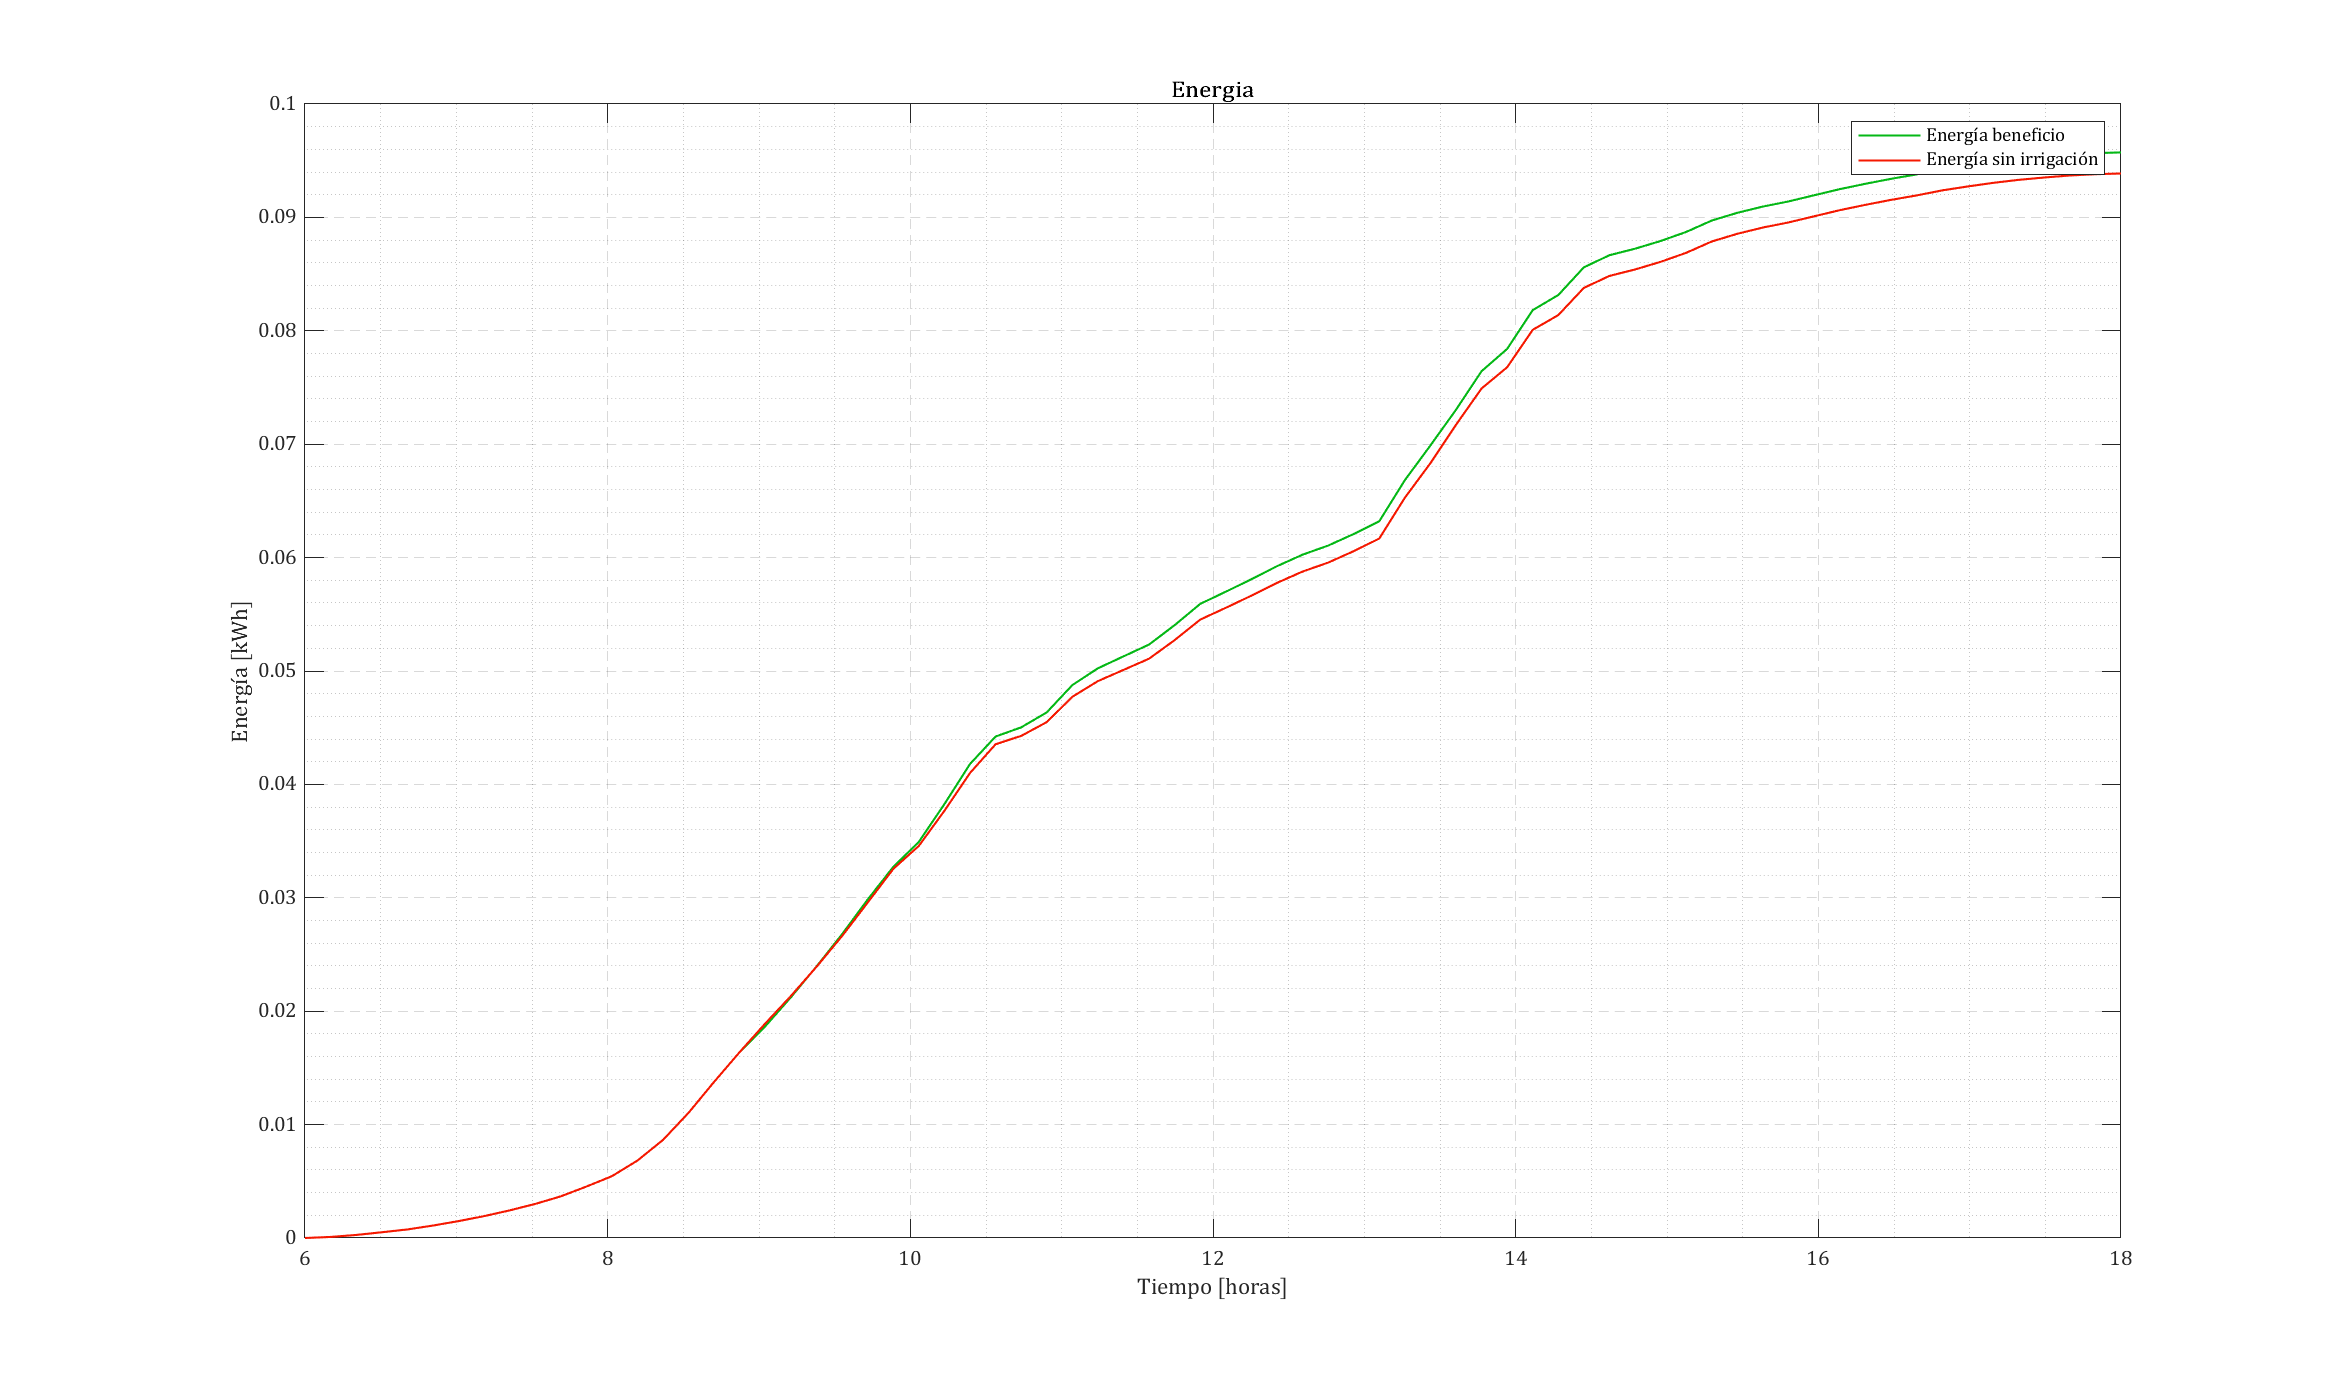 Energia
Energía beneficio
Energía sin irrigación
0.1
0.09
0.08
0.07
0.06
0.05
0.04
0.03
0.02
0.01
0
Energía [kWh]
6 8 10 12 14 16 18
Tiempo [horas]